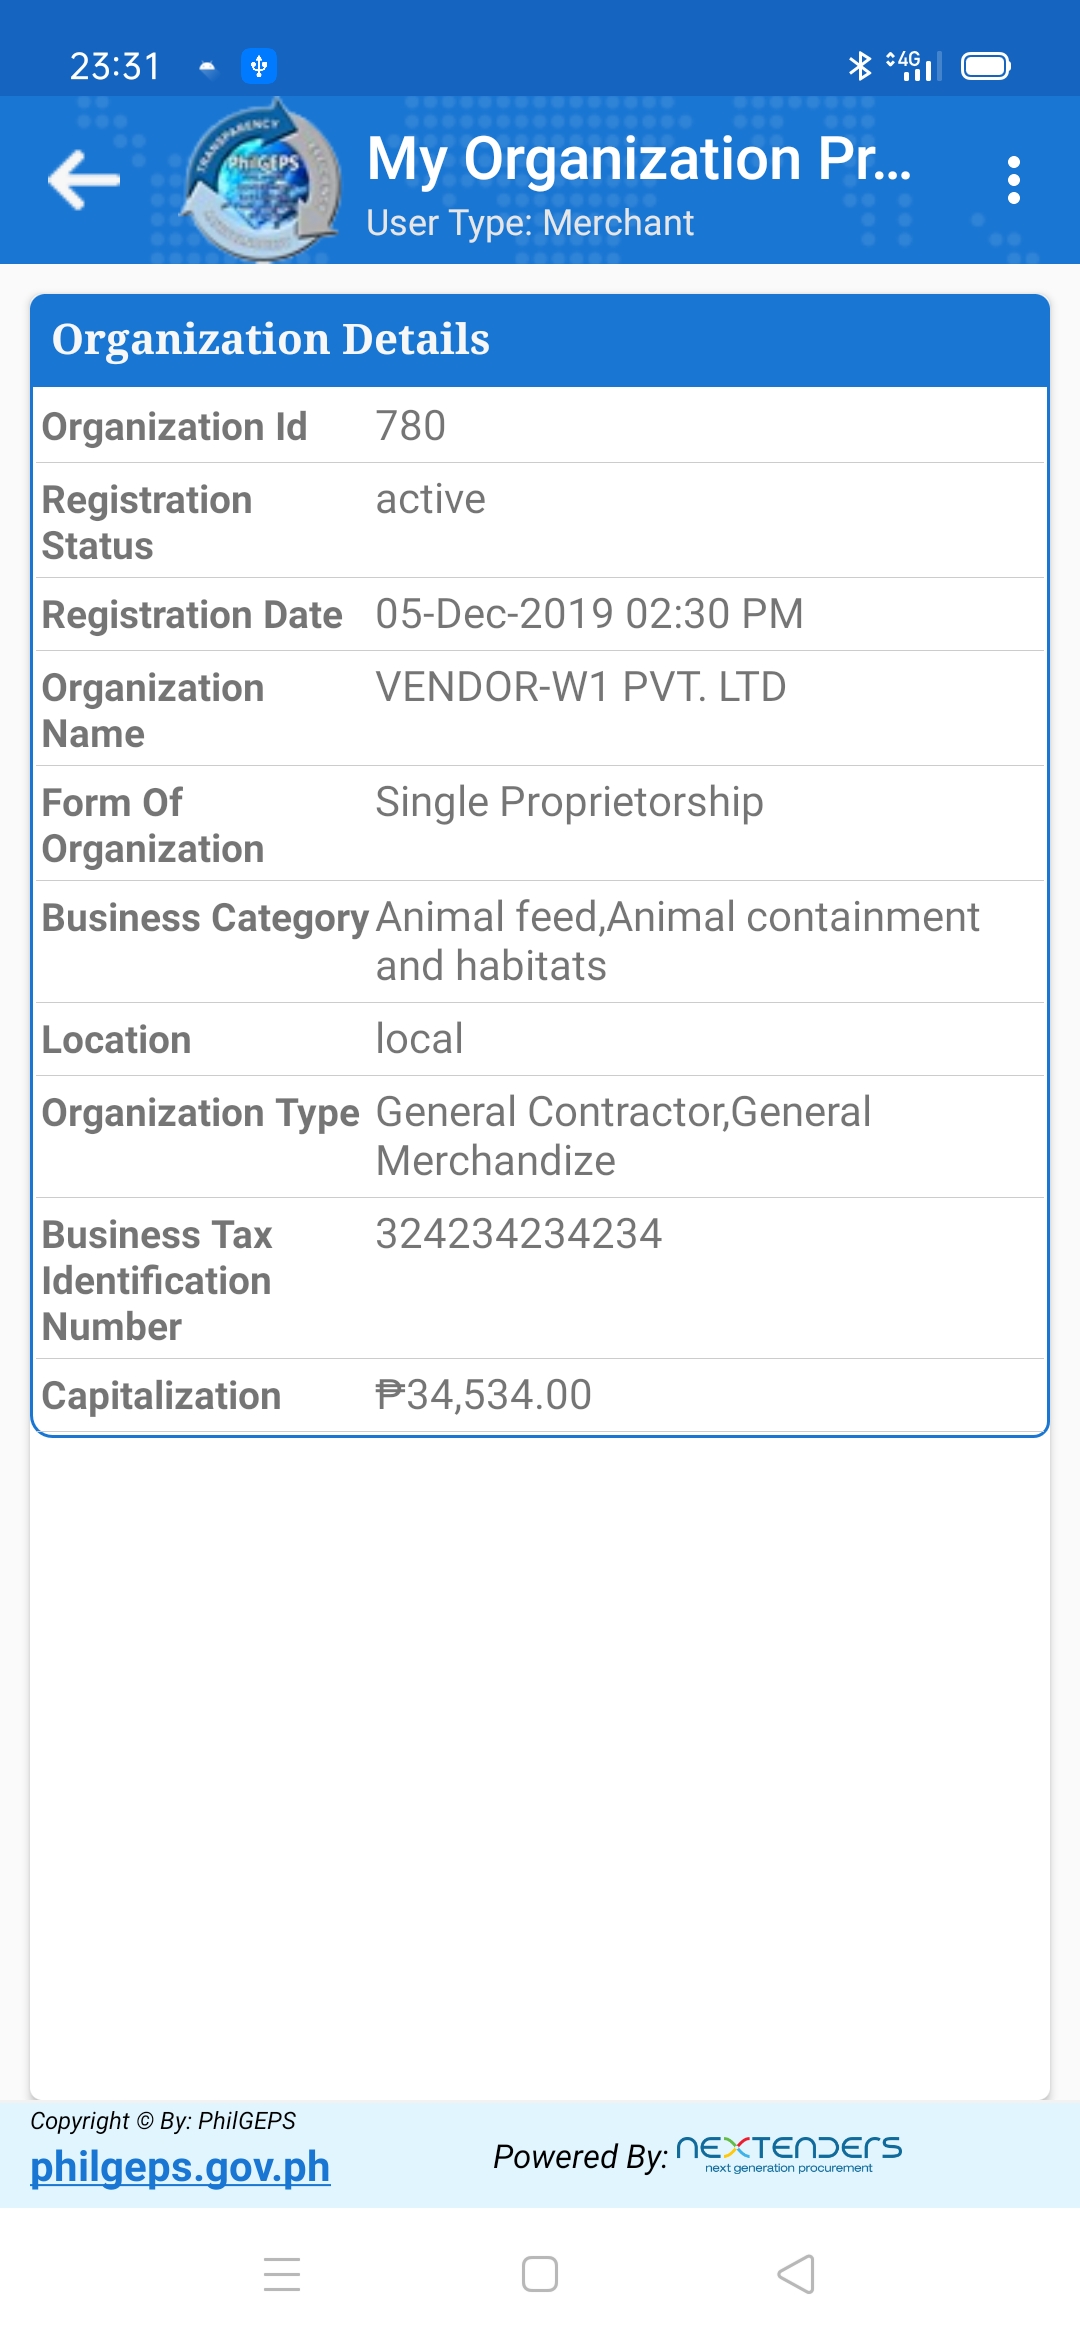 23:31
4G
TRANSPARENCY
PhilGEPS
My Organization Pr...
User Type: Merchant
Organization Details
Organization Id 780
Registration active
Status
Registration Date 05-Dec-2019 02:30 PM
Organization VENDOR-W1 PVT. LTD
Name
Form Of Single Proprietorship
Organization
Business Category Animal feed,Animal containment
and habitats
Location local
Organization Type General Contractor,General
Merchandize
Business Tax 324234234234
Identification
Number
Capitalization ₱34,534.00
Copyright © By: PhilGEPS
philgeps.gov.ph
Powered By: NEXTENDERS
next generation procurement